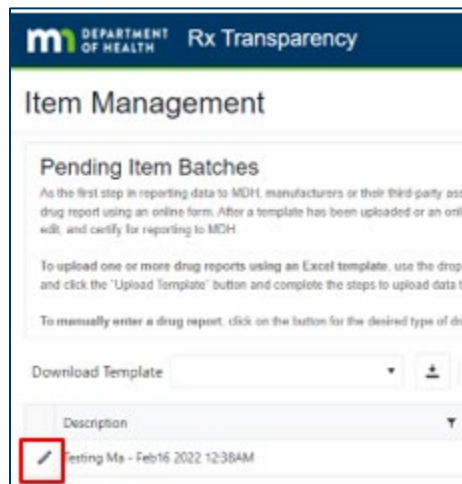 DEPARTMENT
OF HEALTH
Rx Transparency
Item Management
Pending Item Batches
As the first step in reporting data to MDH, manufacturers or their third-party ass
drug report using an online form. After a template has been uploaded or an onli
edit, and certify for reporting to MDH.
To upload one or more drug reports using an Excel template, use the drop
and click the "Upload Template" button and complete the steps to upload data t
To manually enter a drug report, click on the button for the desired type of dr
Download Template
Description
Testing Ma - Feb16 2022 12:38AM